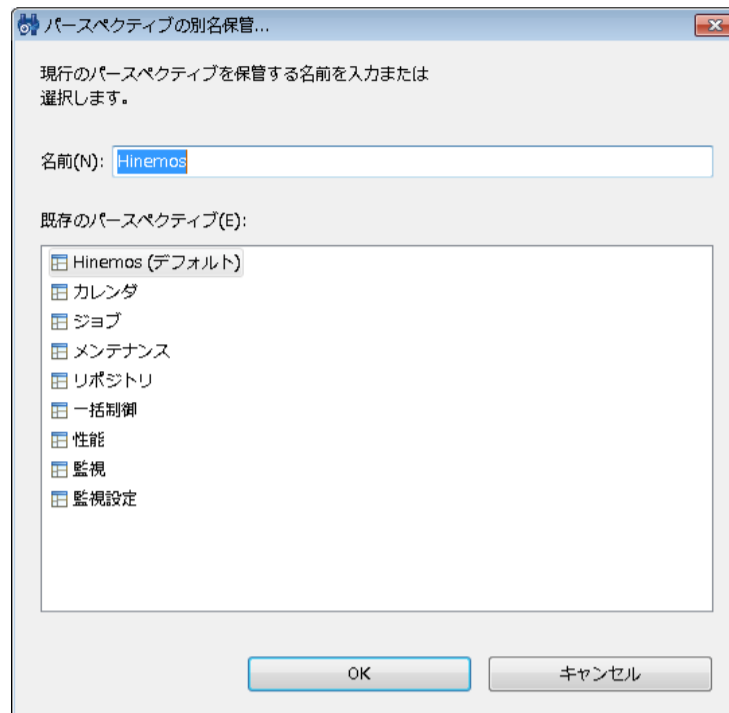 パースペクティブの別名保管...
現行のパースペクティブを保管する名前を入力または
選択します。
名前(N): Hinemos
既存のパースペクティブ(E):
Hinemos (デフォルト)
カレンダ
ジョブ
メンテナンス
リポジトリ
一括制御
性能
監視
監視設定
OK キャンセル